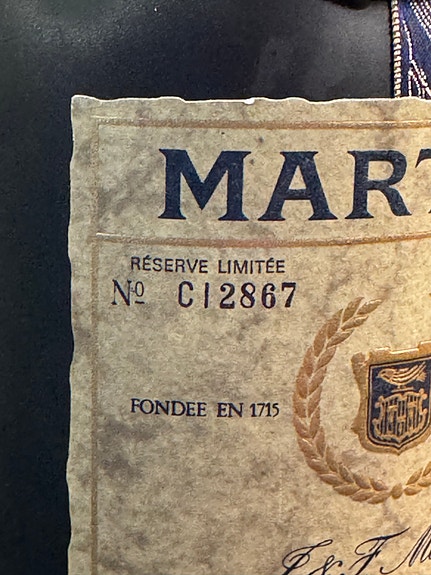 MART
RÉSERVE LIMITÉE
Nº C12867
FONDEE EN 1715
J & F M